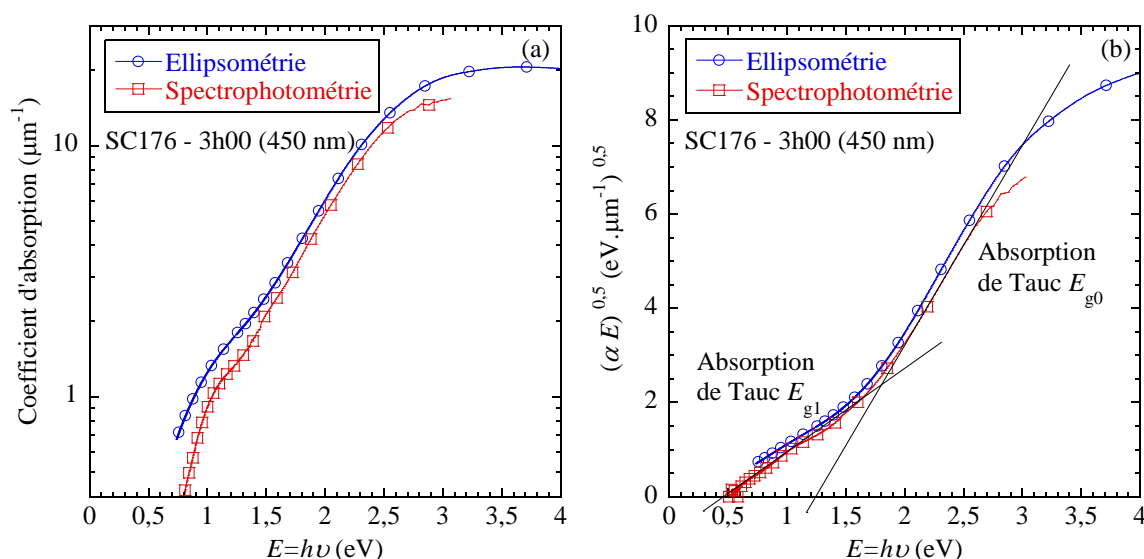 (a)
Ellipsométrie
Spectrophotométrie
SC176 - 3h00 (450 nm)
Coefficient d'absorption (µm⁻¹)
10
1
0 0,5 1 1,5 2 2,5 3 3,5 4
E=hυ (eV)
(b)
Ellipsométrie
Spectrophotométrie
SC176 - 3h00 (450 nm)
(α E)^0,5 (eV.µm⁻¹)^0,5
10
8
6
4
2
0
Absorption
de Tauc E_g0
Absorption
de Tauc E_g1
0 0,5 1 1,5 2 2,5 3 3,5 4
E=hυ (eV)